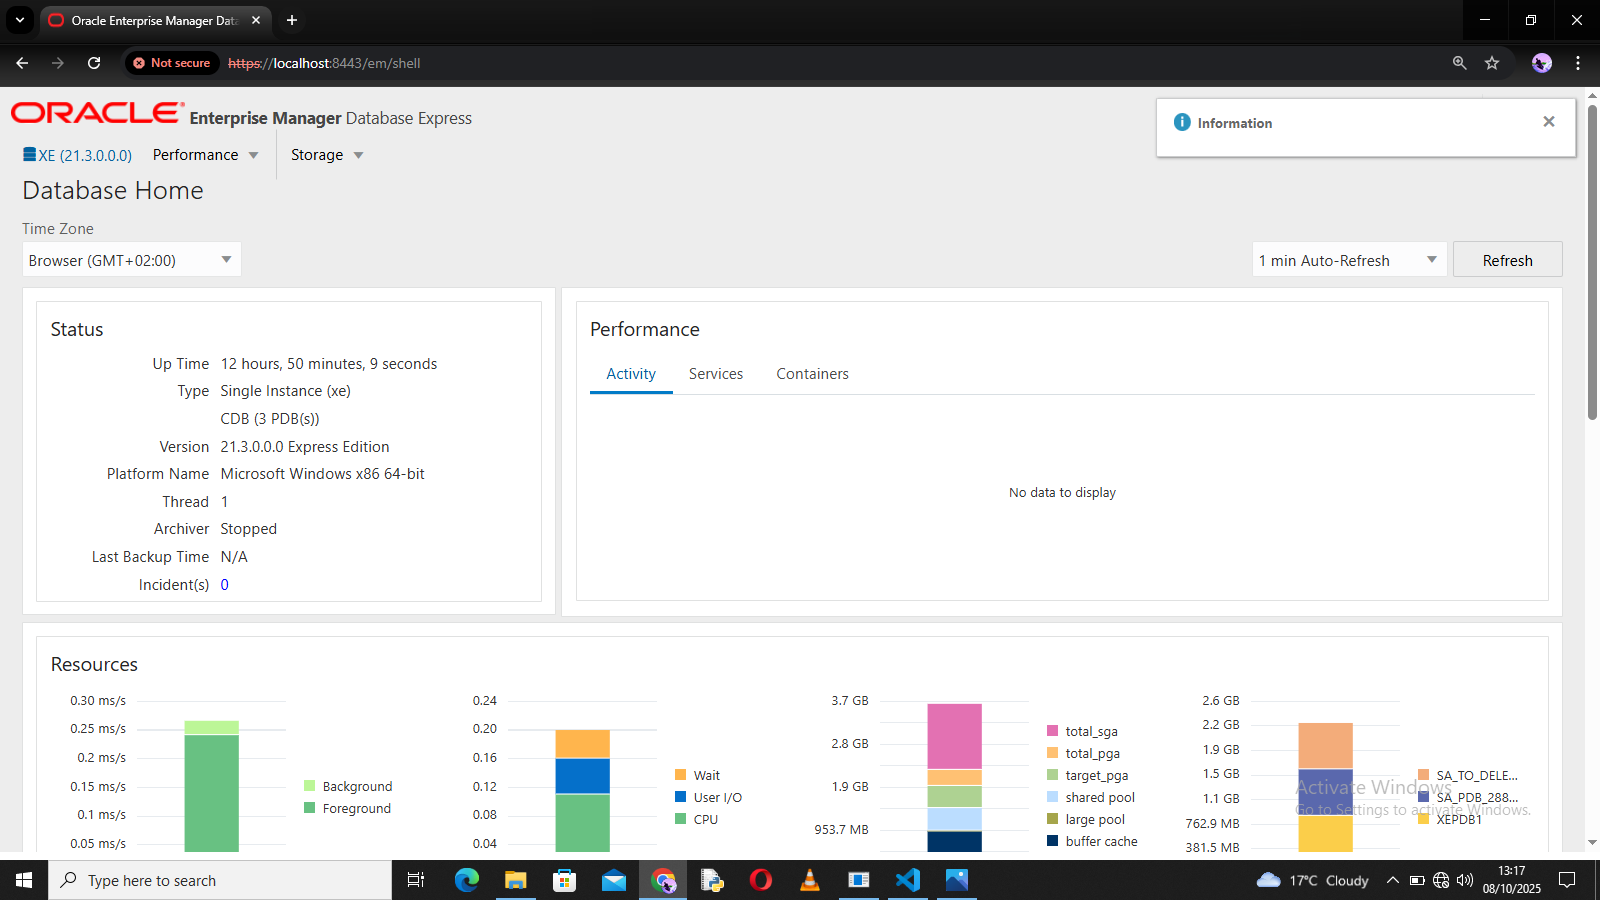 Oracle Enterprise Manager Data
Not secure https://localhost:8443/em/shell
ORACLE Enterprise Manager Database Express
Information
XE (21.3.0.0.0) Performance Storage
Database Home
Time Zone
Browser (GMT+02:00)
1 min Auto-Refresh
Refresh
Status
Up Time 12 hours, 50 minutes, 9 seconds
Type Single Instance (xe)
CDB (3 PDB(s))
Version 21.3.0.0.0 Express Edition
Platform Name Microsoft Windows x86 64-bit
Thread 1
Archiver Stopped
Last Backup Time N/A
Incident(s) 0
Performance
Activity Services Containers
No data to display
Resources
0.30 ms/s
0.25 ms/s
0.2 ms/s
0.15 ms/s
0.1 ms/s
0.05 ms/s
Background
Foreground
0.24
0.20
0.16
0.12
0.08
0.04
Wait
User I/O
CPU
3.7 GB
2.8 GB
1.9 GB
953.7 MB
total_sga
total_pga
target_pga
shared pool
large pool
buffer cache
2.6 GB
2.2 GB
1.9 GB
1.5 GB
1.1 GB
762.9 MB
381.5 MB
SA_TO_DELE...
SA_PDB_288...
XEPDB1
Activate Windows
Go to Settings to activate Windows.
Type here to search
17°C Cloudy
13:17
08/10/2025